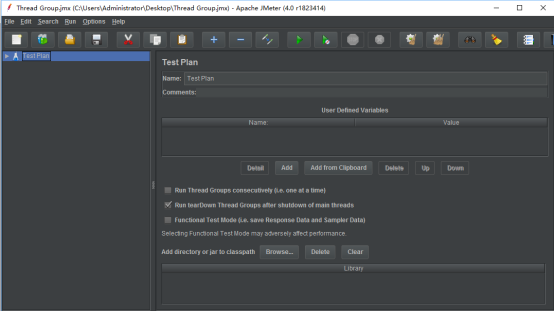 Thread Group.jmx (C:\Users\Administrator\Desktop\Thread Group.jmx) - Apache JMeter (4.0 r1823414)
File Edit Search Run Options Help
Test Plan
Test Plan
Name: Test Plan
Comments:
User Defined Variables
Name: Value
Detail Add Add from Clipboard Delete Up Down
Run Thread Groups consecutively (i.e. one at a time)
Run tearDown Thread Groups after shutdown of main threads
Functional Test Mode (i.e. save Response Data and Sampler Data)
Selecting Functional Test Mode may adversely affect performance.
Add directory or jar to classpath Browse... Delete Clear
Library